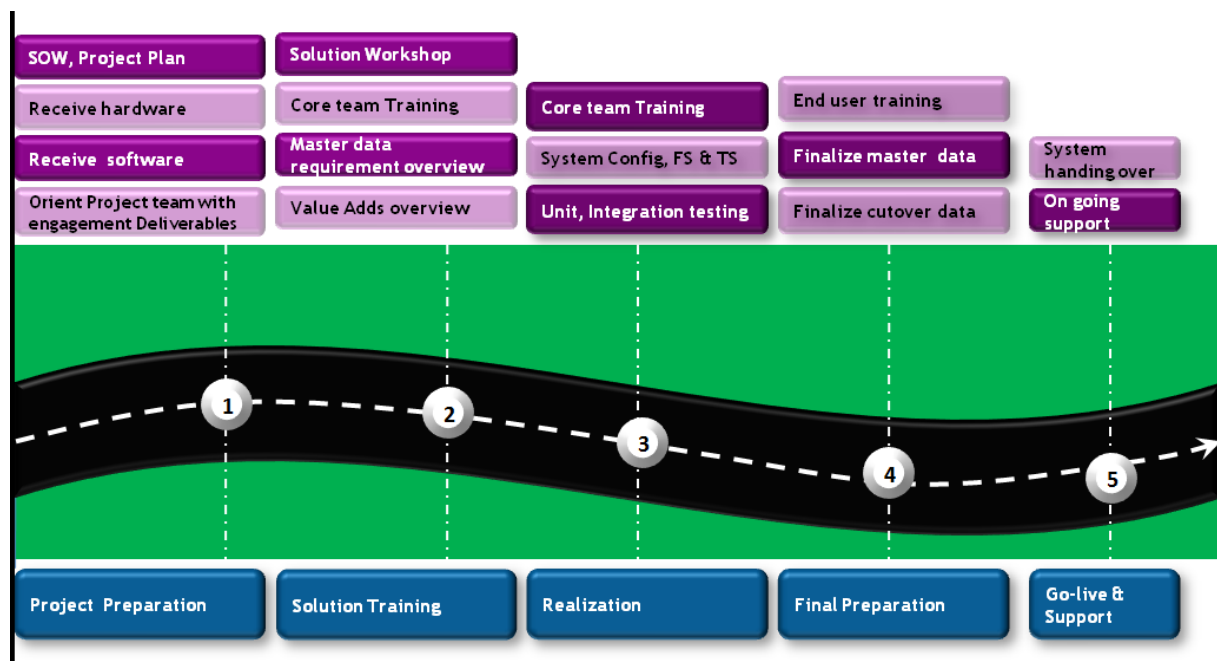 SOW, Project Plan
Receive hardware
Receive software
Orient Project team with
engagement Deliverables
Solution Workshop
Core team Training
Master data
requirement overview
Value Adds overview
Core team Training
System Config, FS & TS
Unit, Integration testing
End user training
Finalize master data
Finalize cutover data
System
handing over
On going
support
1
2
3
4
5
Project Preparation
Solution Training
Realization
Final Preparation
Go-live &
Support